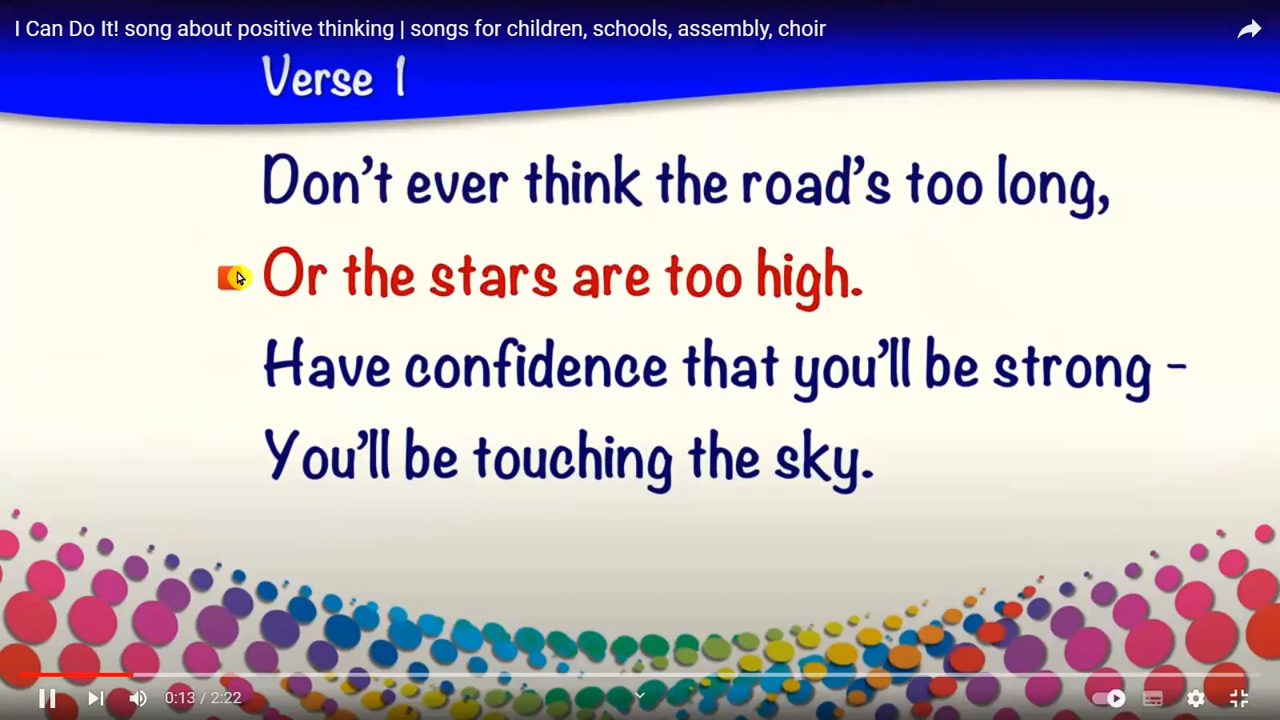 I Can Do It! song about positive thinking | songs for children, schools, assembly, choir
Verse 1
Don't ever think the road's too long,
Or the stars are too high.
Have confidence that you'll be strong -
You'll be touching the sky.
0:13 / 2:22